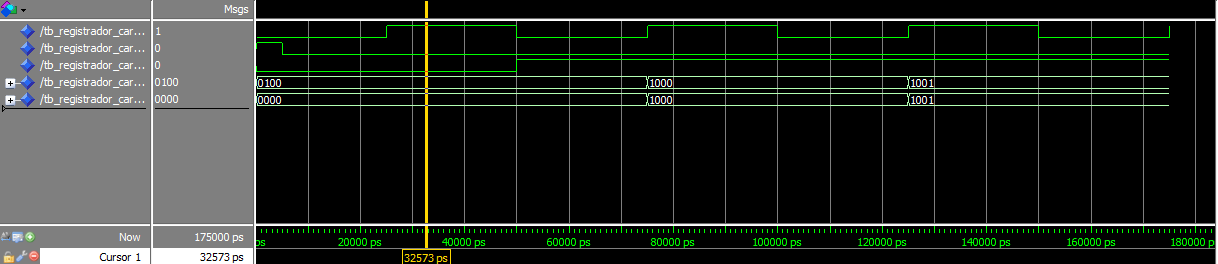 Msgs
/tb_registrador_car... 1
/tb_registrador_car... 0
/tb_registrador_car... 0
/tb_registrador_car... 0100 0100 1000 1001
/tb_registrador_car... 0000 0000 1000 1001
Now 175000 ps ps 20000 ps 40000 ps 60000 ps 80000 ps 100000 ps 120000 ps 140000 ps 160000 ps 180000 p
Cursor 1 32573 ps 32573 ps